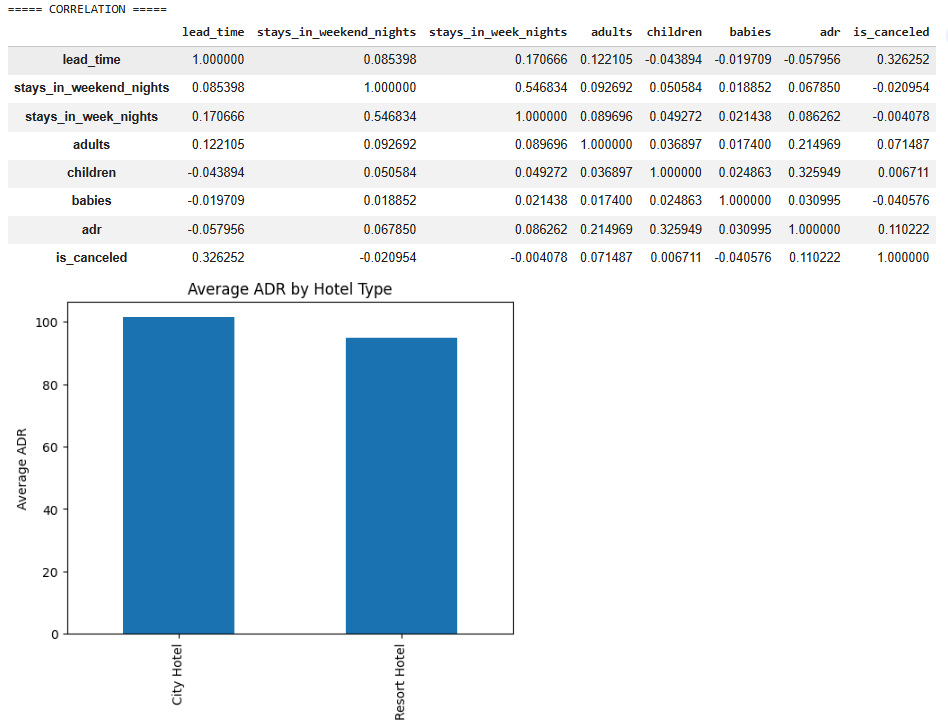 ===== CORRELATION =====
lead_time stays_in_weekend_nights stays_in_week_nights adults children babies adr is_canceled
lead_time 1.000000 0.085398 0.170666 0.122105 -0.043894 -0.019709 -0.057956 0.326252
stays_in_weekend_nights 0.085398 1.000000 0.546834 0.092692 0.050584 0.018852 0.067850 -0.020954
stays_in_week_nights 0.170666 0.546834 1.000000 0.089696 0.049272 0.021438 0.086262 -0.004078
adults 0.122105 0.092692 0.089696 1.000000 0.036897 0.017400 0.214969 0.071487
children -0.043894 0.050584 0.049272 0.036897 1.000000 0.024863 0.325949 0.006711
babies -0.019709 0.018852 0.021438 0.017400 0.024863 1.000000 0.030995 -0.040576
adr -0.057956 0.067850 0.086262 0.214969 0.325949 0.030995 1.000000 0.110222
is_canceled 0.326252 -0.020954 -0.004078 0.071487 0.006711 -0.040576 0.110222 1.000000
Average ADR by Hotel Type
100
80
60
40
20
0
Average ADR
City Hotel
Resort Hotel